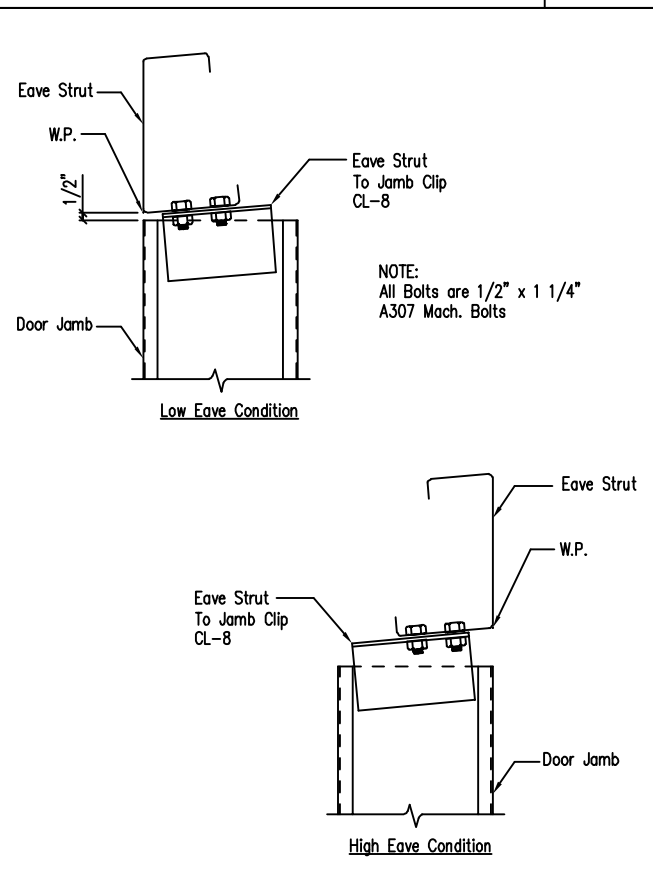 Eave Strut
W.P.
1/2"
Eave Strut
To Jamb Clip
CL-8
NOTE:
All Bolts are 1/2" x 1 1/4"
A307 Mach. Bolts
Door Jamb
Low Eave Condition
Eave Strut
W.P.
Eave Strut
To Jamb Clip
CL-8
Door Jamb
High Eave Condition